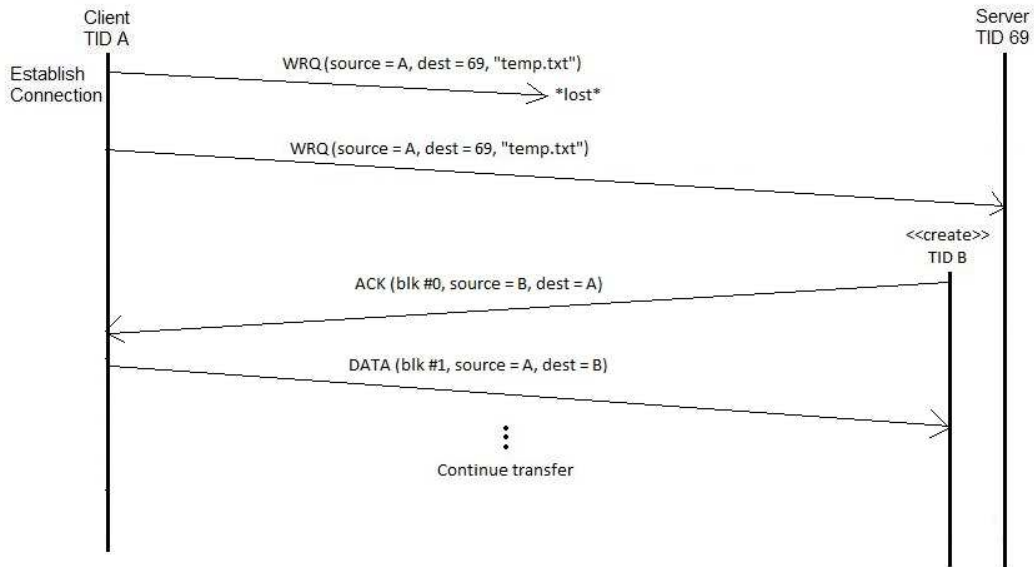 Client
TID A
Server
TID 69
Establish
Connection
WRQ (source = A, dest = 69, "temp.txt")
*lost*
WRQ (source = A, dest = 69, "temp.txt")
<<create>>
TID B
ACK (blk #0, source = B, dest = A)
DATA (blk #1, source = A, dest = B)
Continue transfer